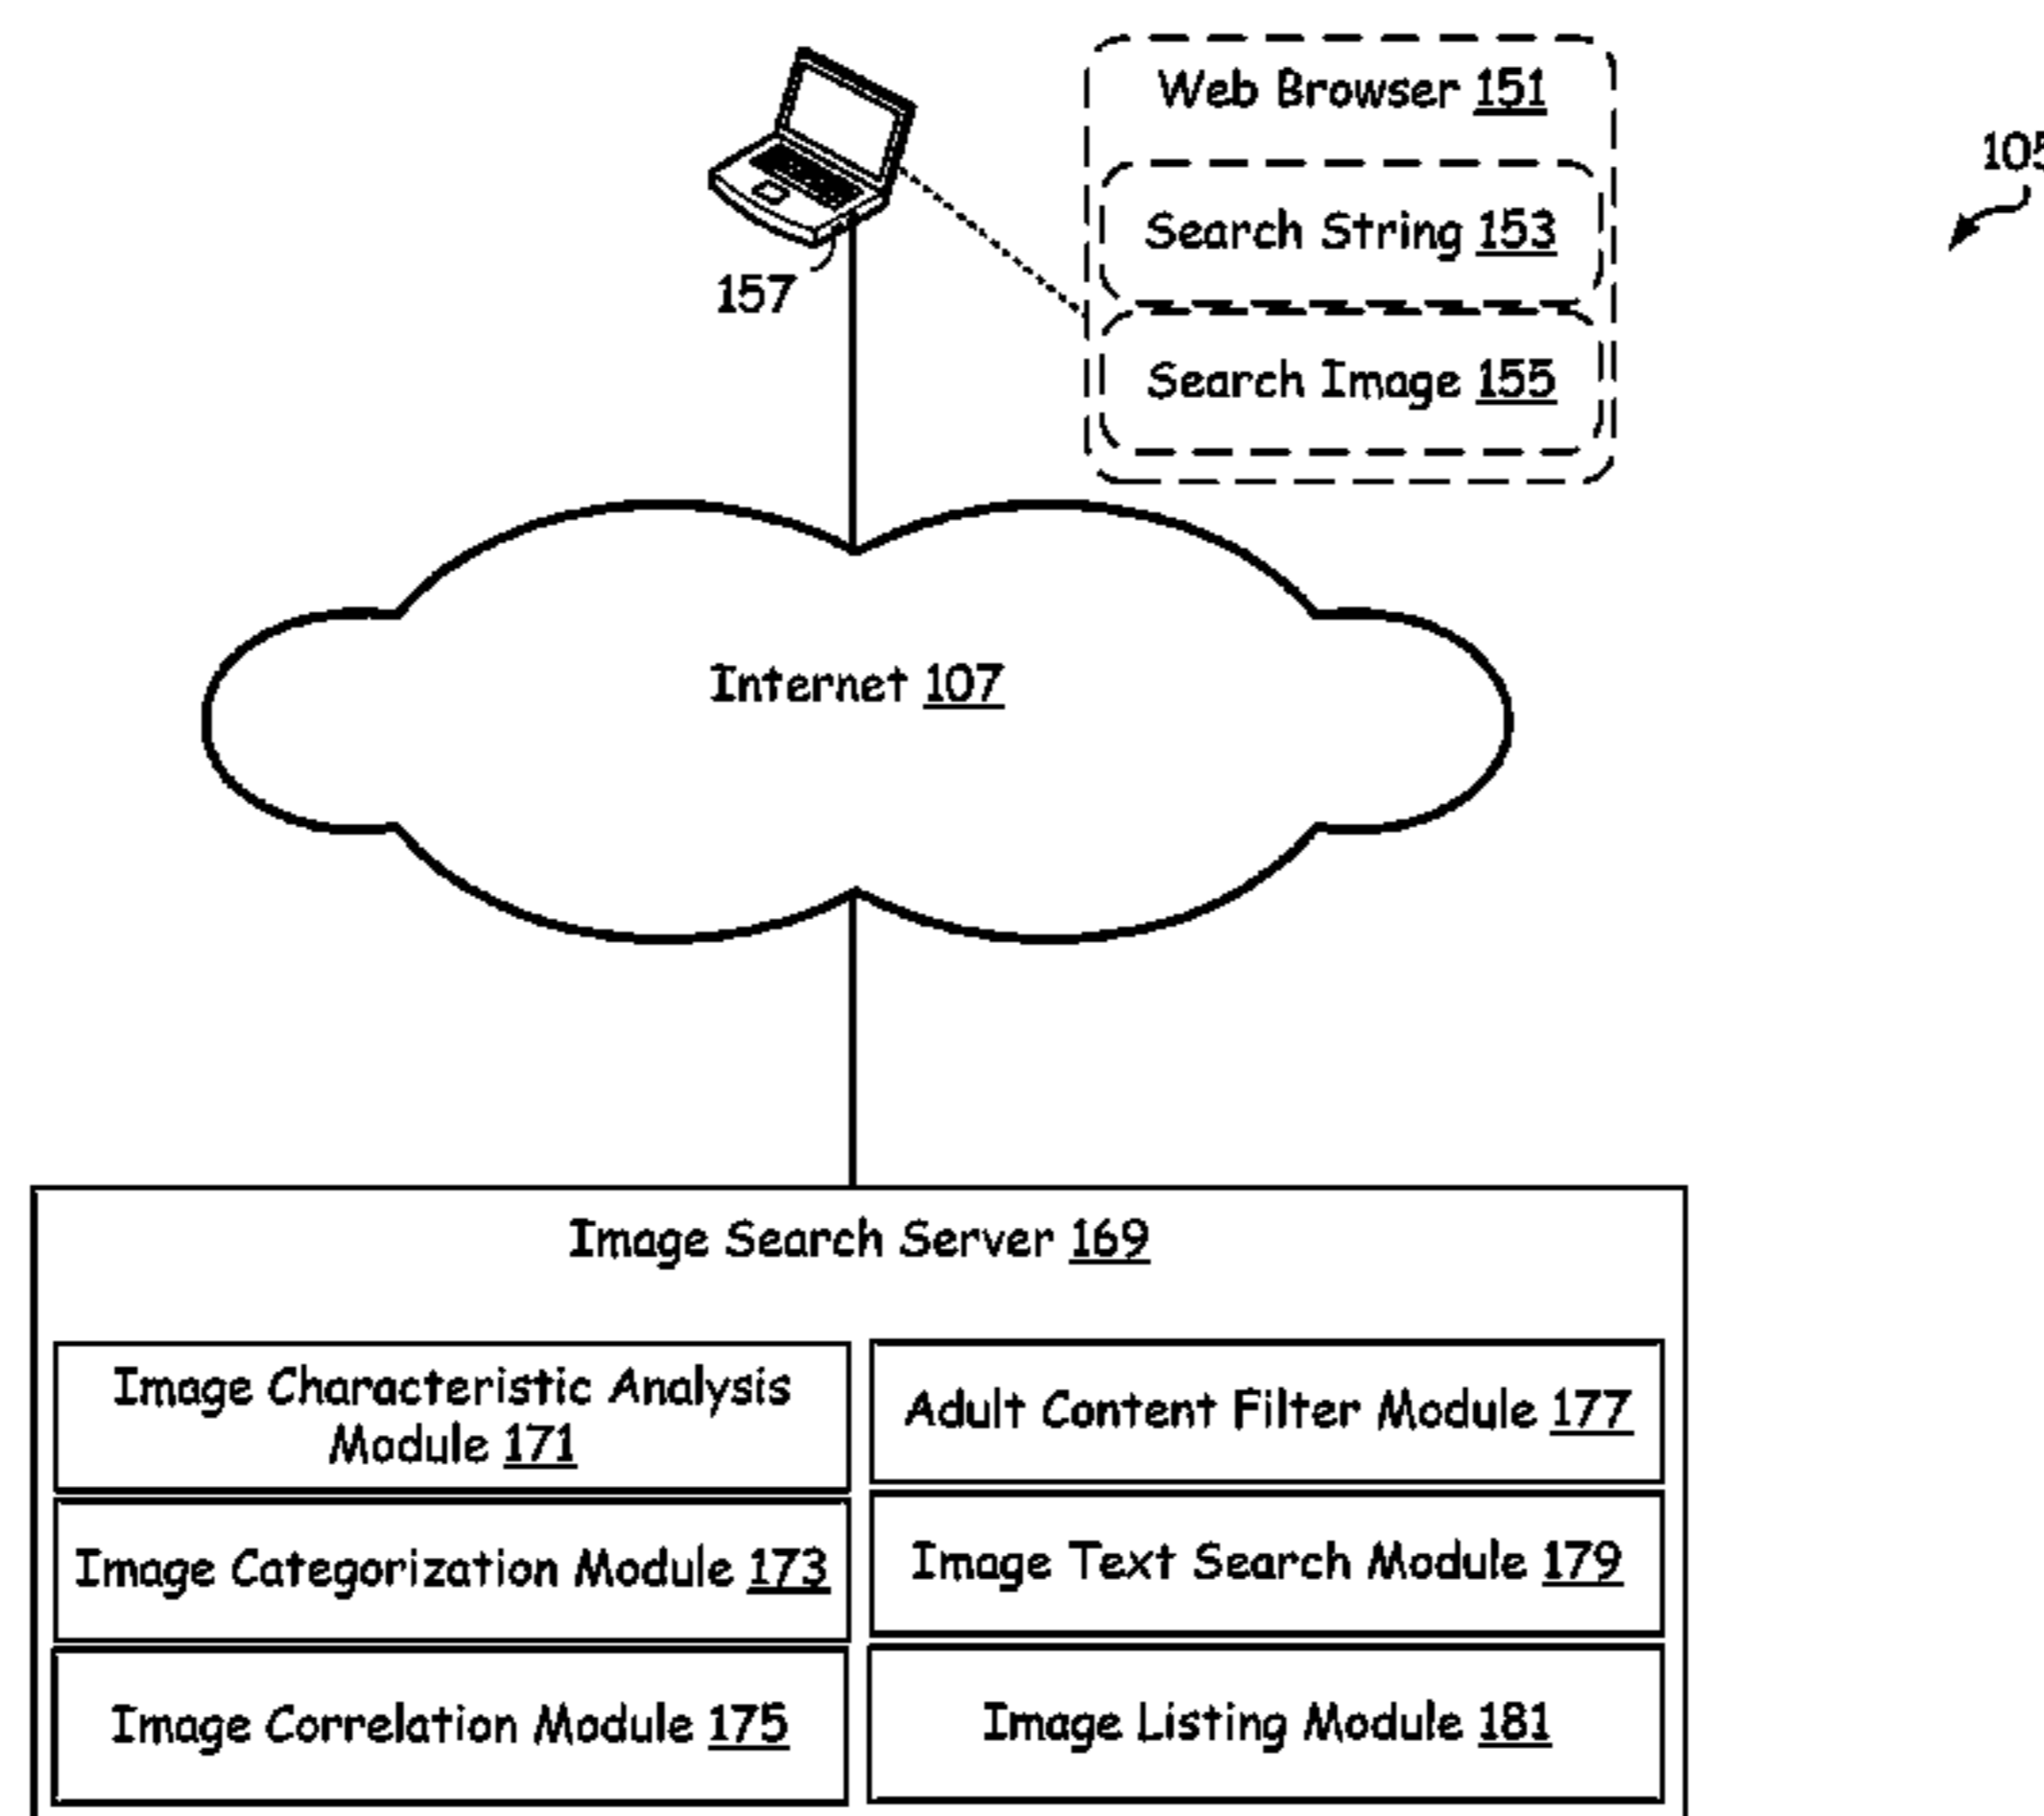 Web Browser 151
105
Search String 153
157
Search Image 155
Internet 107
Image Search Server 169
Image Characteristic Analysis
Module 171
Adult Content Filter Module 177
Image Categorization Module 173
Image Text Search Module 179
Image Correlation Module 175
Image Listing Module 181